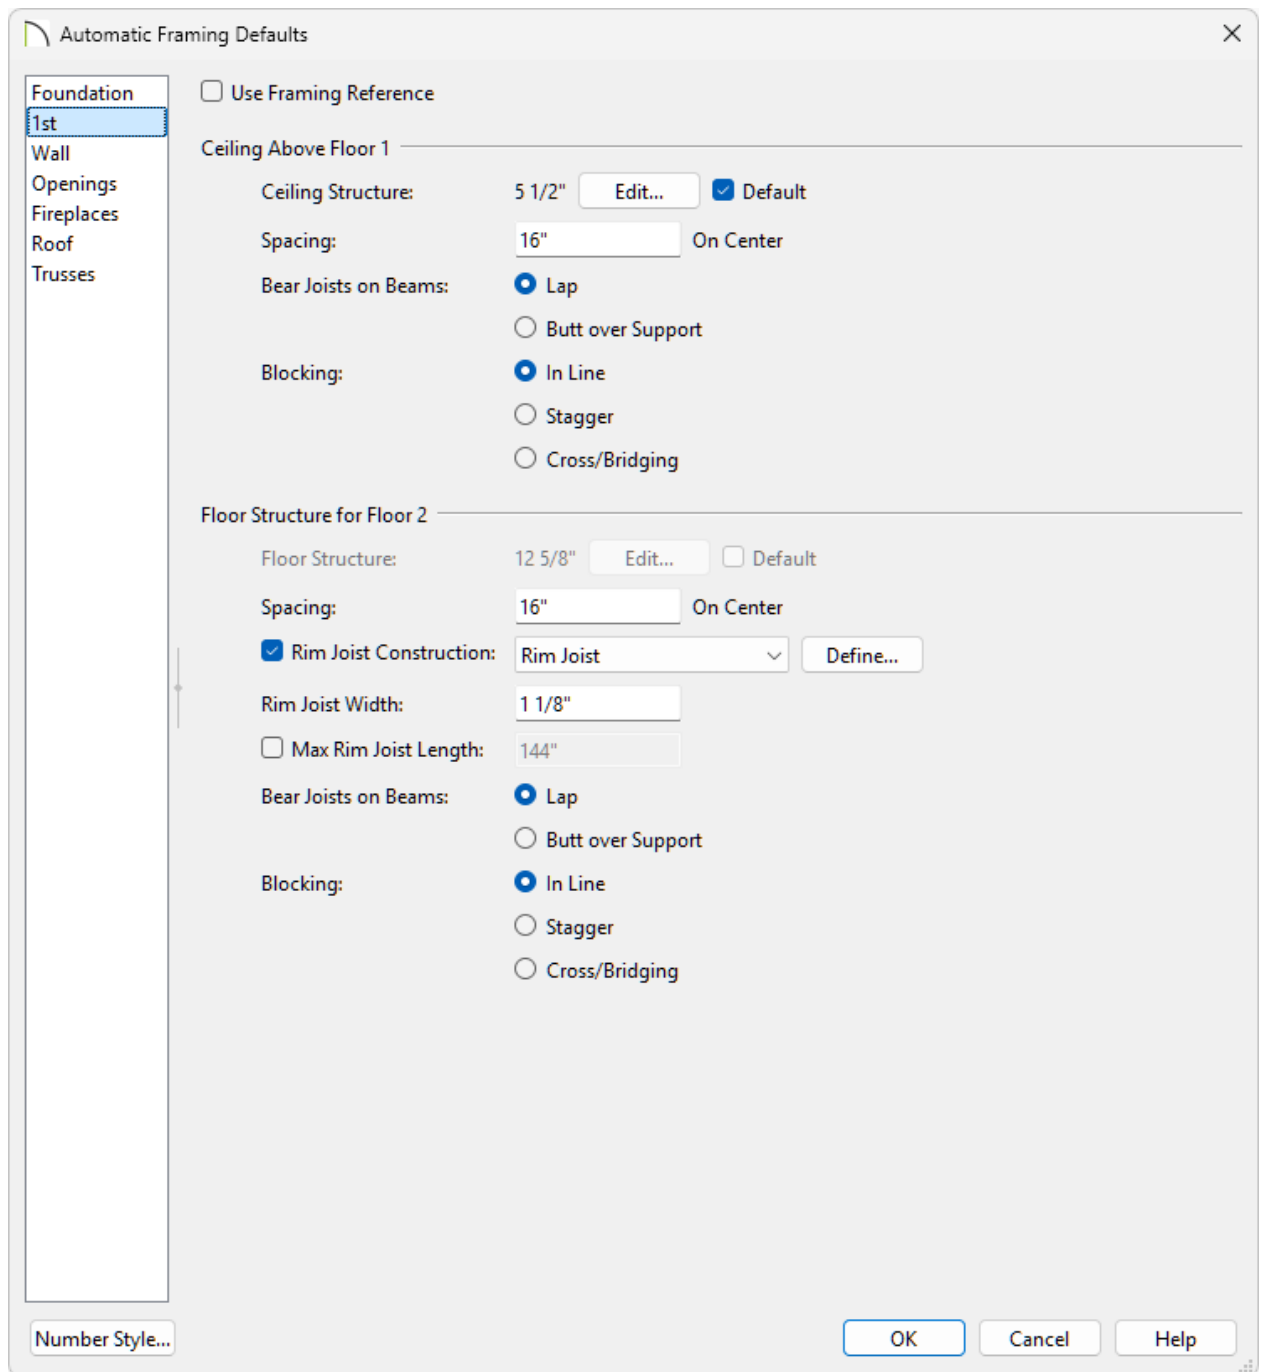 Automatic Framing Defaults
Foundation
1st
Wall
Openings
Fireplaces
Roof
Trusses
Use Framing Reference
Ceiling Above Floor 1
Ceiling Structure: 5 1/2" Edit... Default
Spacing: 16" On Center
Bear Joists on Beams: Lap
Butt over Support
Blocking: In Line
Stagger
Cross/Bridging
Floor Structure for Floor 2
Floor Structure: 12 5/8" Edit... Default
Spacing: 16" On Center
Rim Joist Construction: Rim Joist Define...
Rim Joist Width: 1 1/8"
Max Rim Joist Length: 144"
Bear Joists on Beams: Lap
Butt over Support
Blocking: In Line
Stagger
Cross/Bridging
Number Style... OK Cancel Help